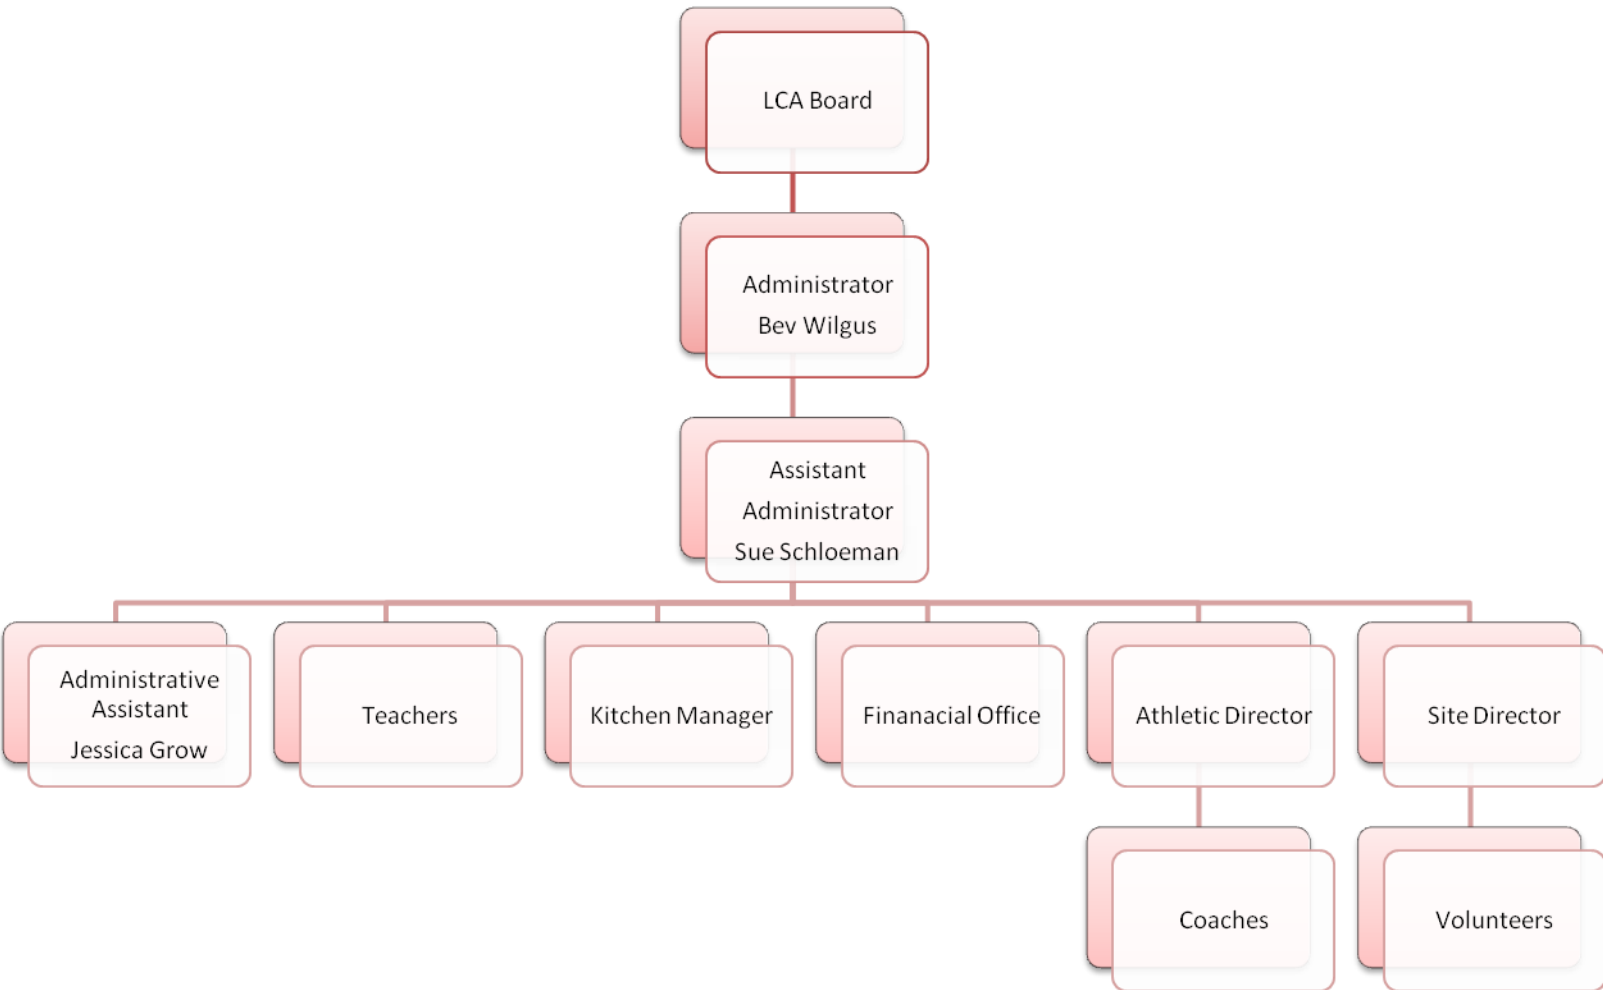 LCA Board
Administrator
Bev Wilgus
Assistant
Administrator
Sue Schloeman
Administrative
Assistant
Jessica Grow
Teachers
Kitchen Manager
Finanacial Office
Athletic Director
Site Director
Coaches
Volunteers